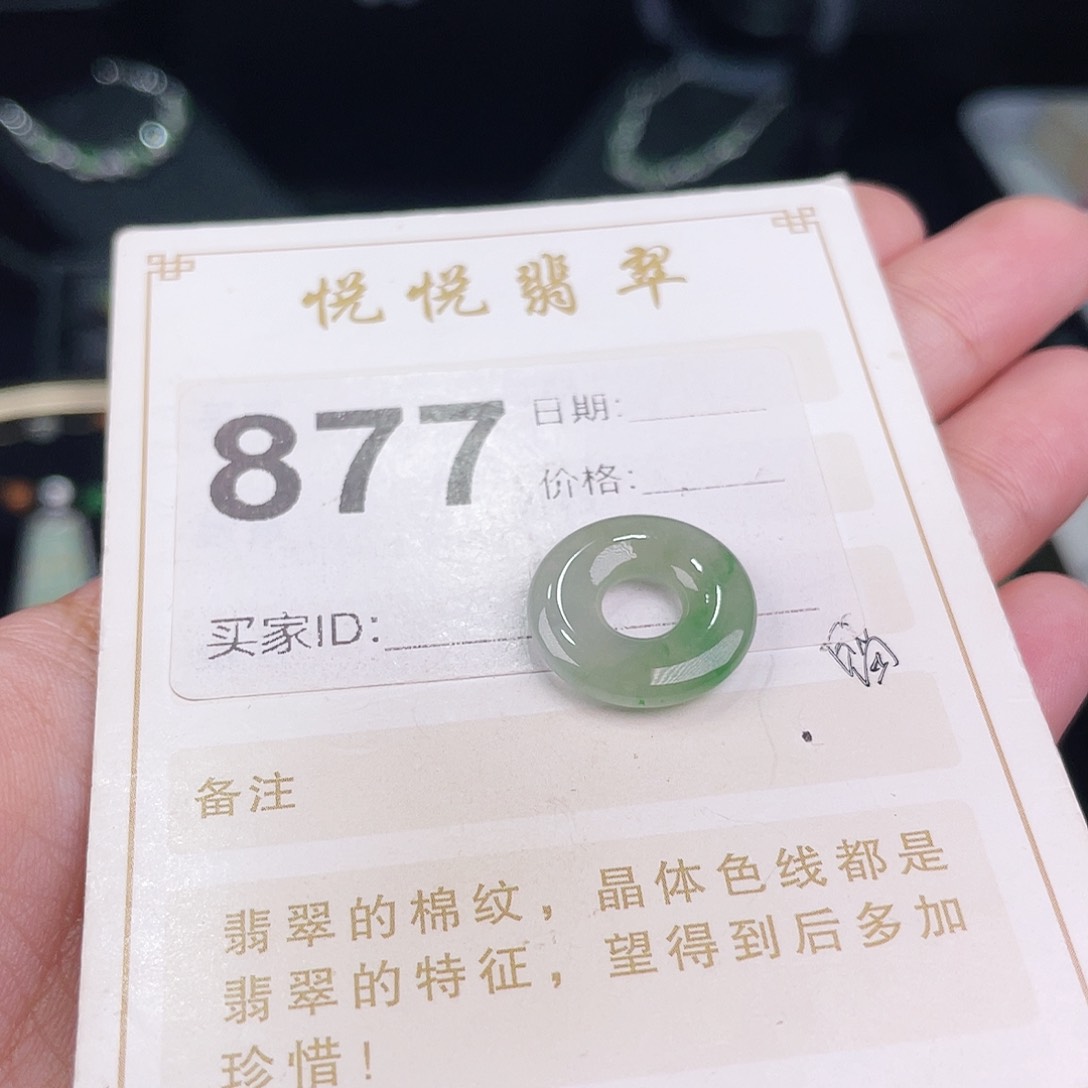 悦悦翡翠
877
日期:
价格:
买家ID:
备注
翡翠的棉纹，晶体色线都是
翡翠的特征，望得到后多加
珍惜！